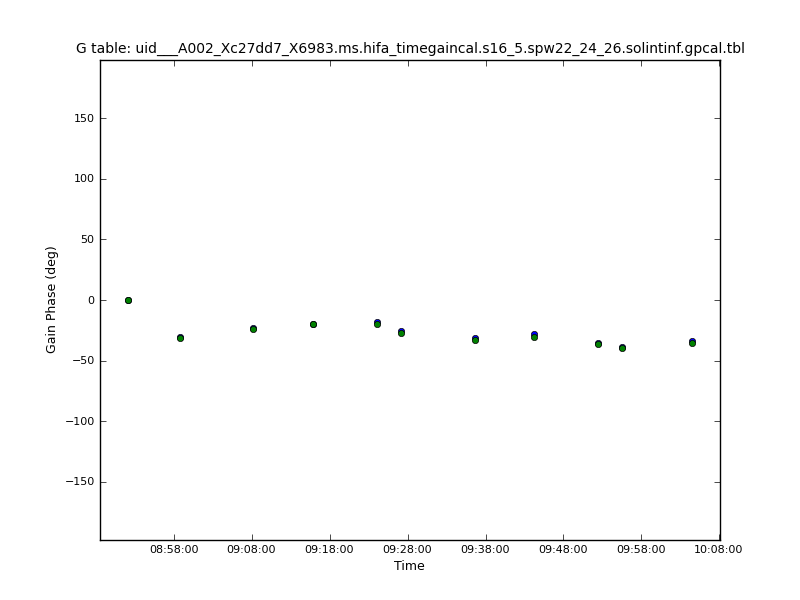 G table: uid___A002_Xc27dd7_X6983.ms.hifa_timegaincal.s16_5.spw22_24_26.solintinf.gpcal.tbl
150
100
50
0
−50
−100
−150
Gain Phase (deg)
08:58:00 09:08:00 09:18:00 09:28:00 09:38:00 09:48:00 09:58:00 10:08:00
Time